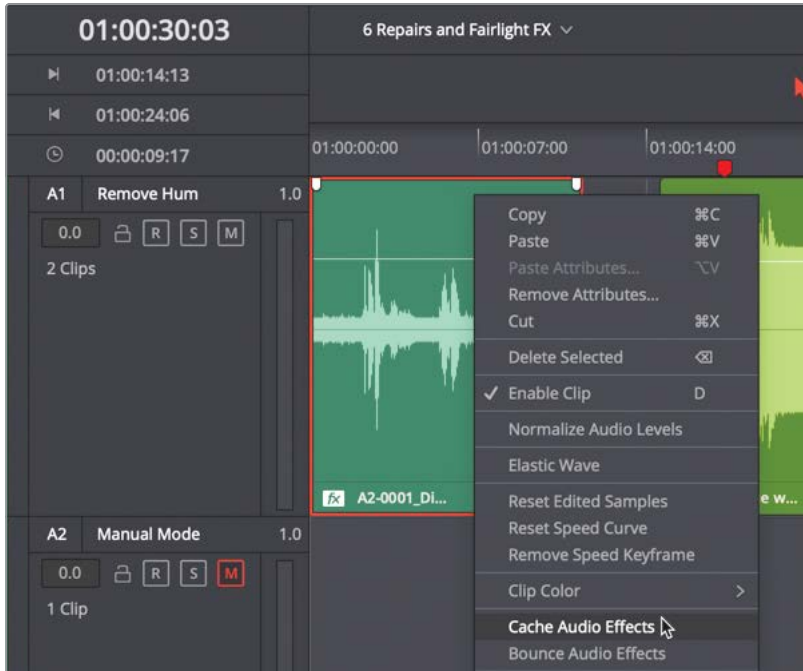 01:00:30:03
6 Repairs and Fairlight FX
01:00:14:13
01:00:24:06
00:00:09:17
01:00:00:00
01:00:07:00
01:00:14:00
A1 Remove Hum 1.0
0.0 R S M
2 Clips
fx A2-0001_Di...
e w...
Copy ⌘C
Paste ⌘V
Paste Attributes... ⌥V
Remove Attributes...
Cut ⌘X
Delete Selected ⌫
✓ Enable Clip D
Normalize Audio Levels
Elastic Wave
Reset Edited Samples
Reset Speed Curve
Remove Speed Keyframe
Clip Color >
Cache Audio Effects
Bounce Audio Effects
A2 Manual Mode 1.0
0.0 R S M
1 Clip